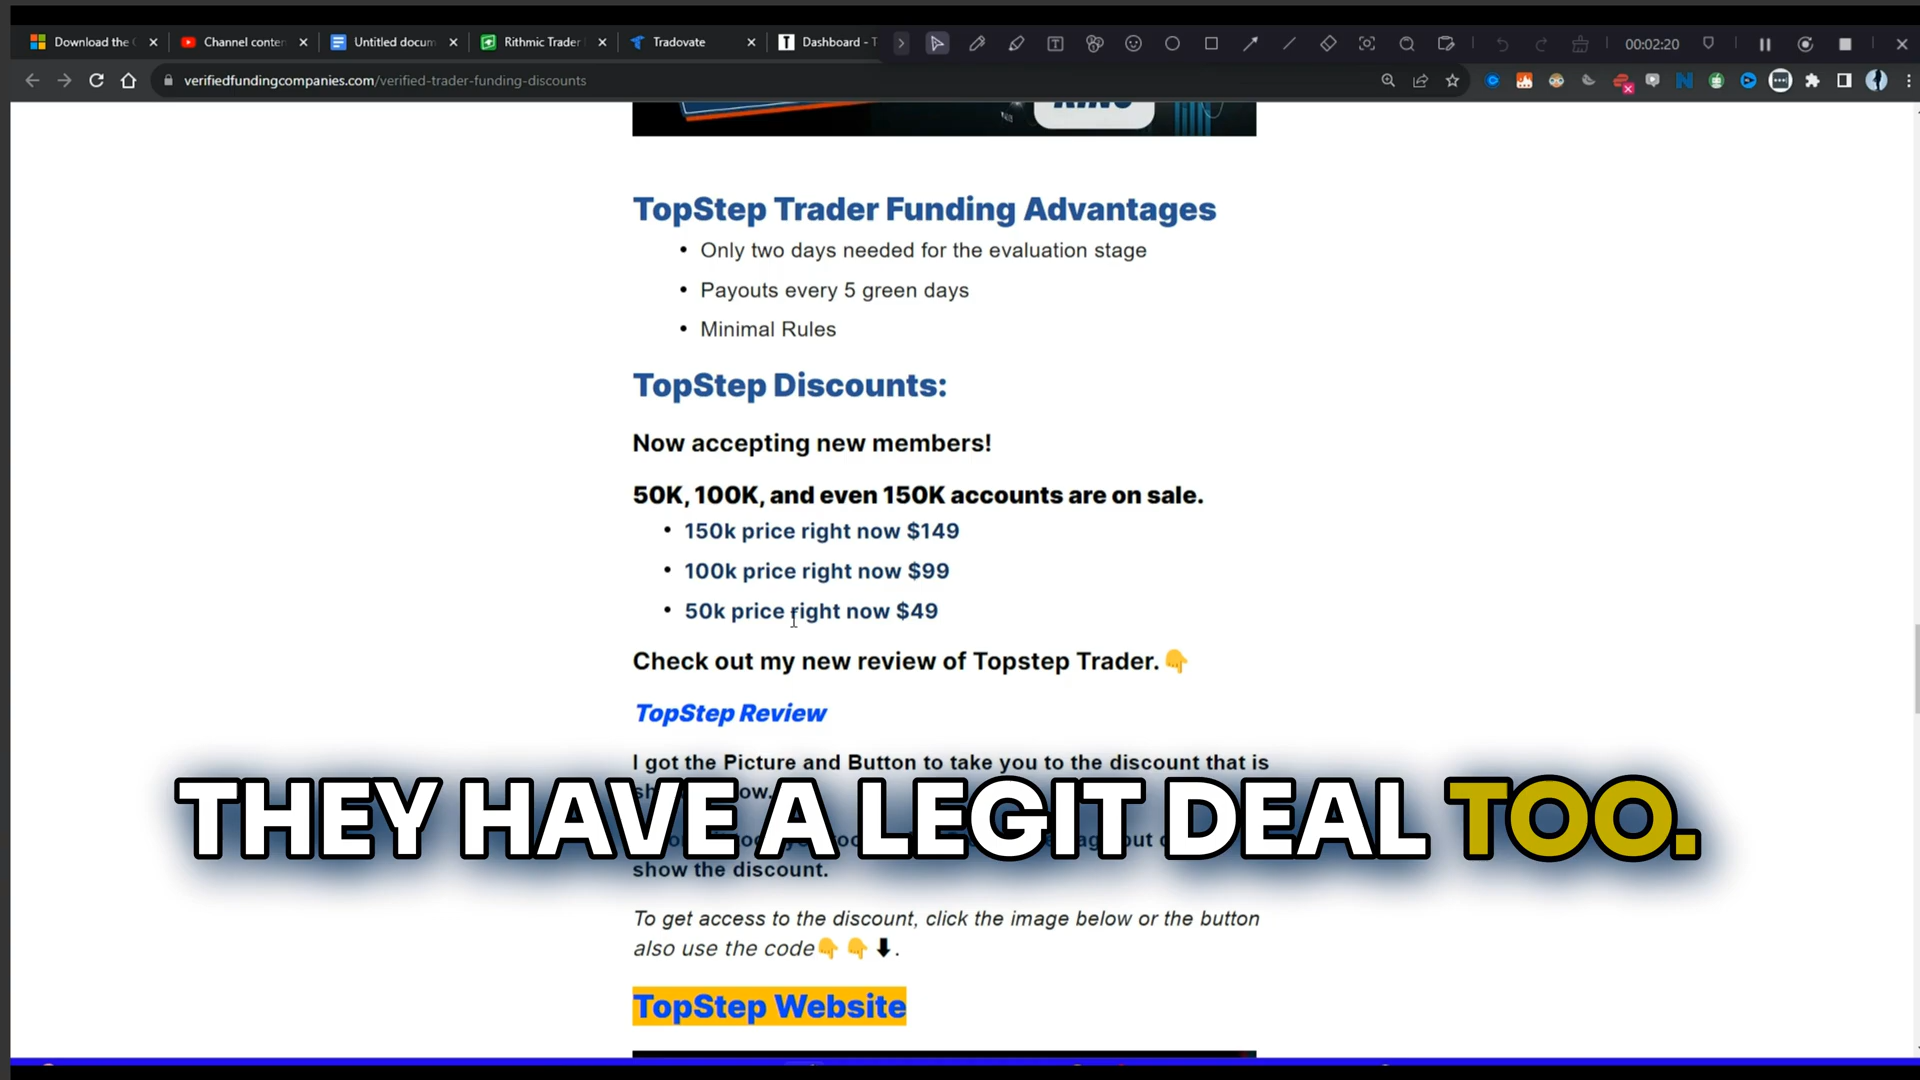 Download the
Channel conten
Untitled docum
Rithmic Trader
Tradovate
Dashboard - T
00:02:20
verifiedfundingcompanies.com/verified-trader-funding-discounts
TopStep Trader Funding Advantages
• Only two days needed for the evaluation stage
• Payouts every 5 green days
• Minimal Rules
TopStep Discounts:
Now accepting new members!
50K, 100K, and even 150K accounts are on sale.
• 150k price right now $149
• 100k price right now $99
• 50k price right now $49
Check out my new review of Topstep Trader.👇
TopStep Review
I got the Picture and Button to take you to the discount that is
THEY HAVE A LEGIT DEAL TOO.
show the discount.
To get access to the discount, click the image below or the button
also use the code👇👇⬇.
TopStep Website